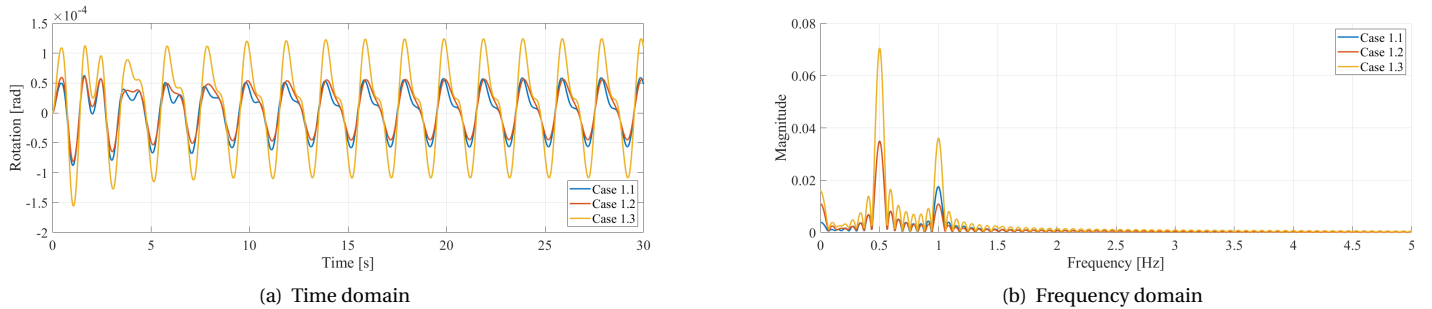 ×10⁻⁴
1.5
1
0.5
0
-0.5
-1
-1.5
-2
Rotation [rad]
0 5 10 15 20 25 30
Time [s]
Case 1.1
Case 1.2
Case 1.3
(a) Time domain
0.08
0.06
0.04
0.02
0
Magnitude
0 0.5 1 1.5 2 2.5 3 3.5 4 4.5 5
Frequency [Hz]
Case 1.1
Case 1.2
Case 1.3
(b) Frequency domain